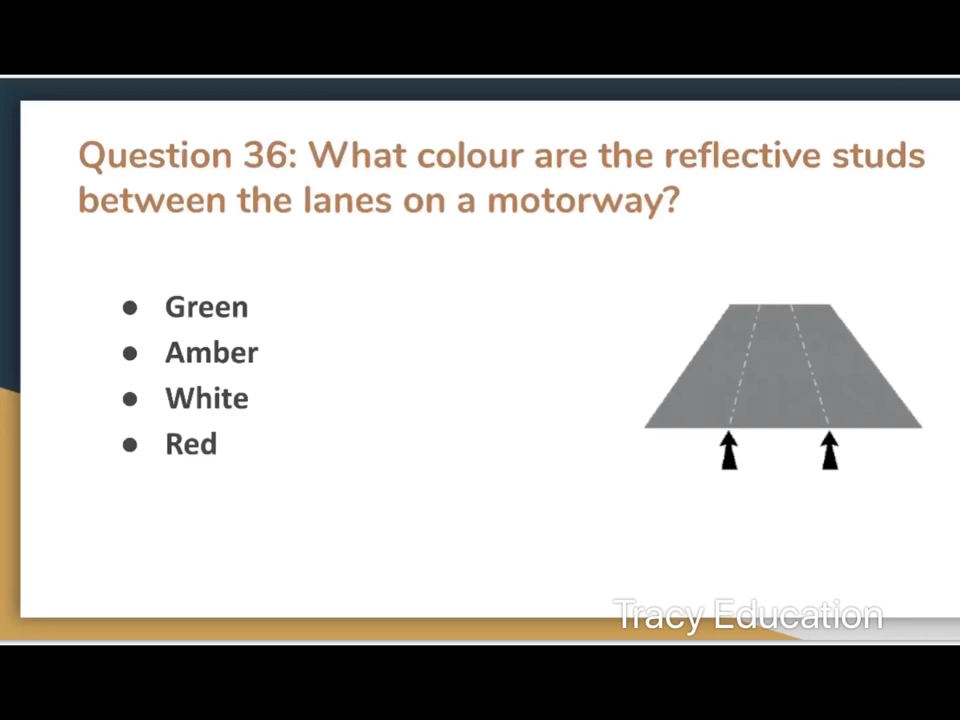 Question 36: What colour are the reflective studs
between the lanes on a motorway?
● Green
● Amber
● White
● Red
Tracy Education